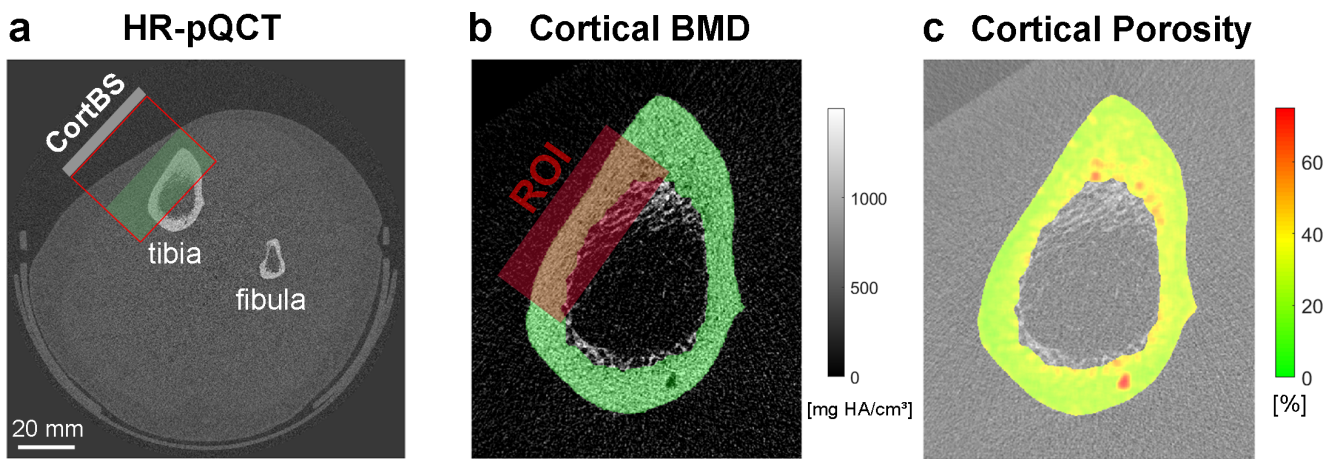 a HR-pQCT
CortBS
tibia
fibula
20 mm
b Cortical BMD
ROI
1000
500
0
[mg HA/cm³]
c Cortical Porosity
60
40
20
0
[%]